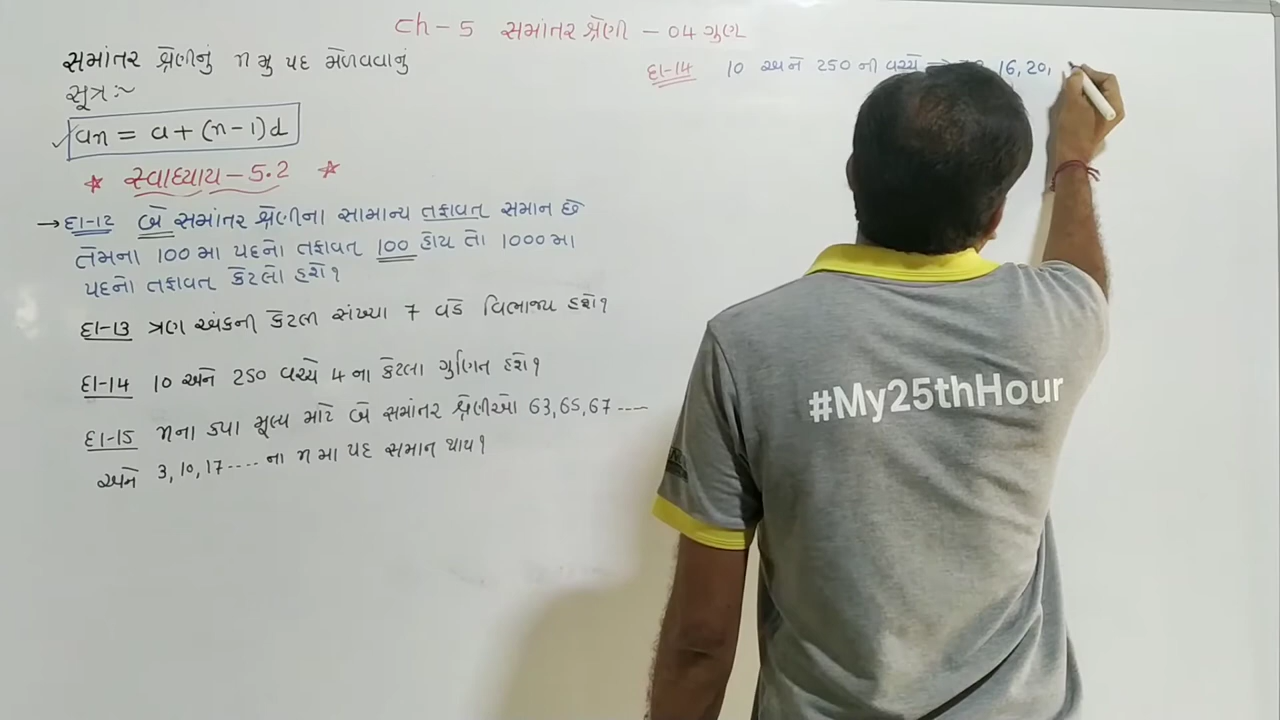 Ch-5 સમાંતર શ્રેણી - 04 ગુણ
સમાંતર શ્રેણીનું n મુ પદ મેળવવાનું
સૂત્ર:~
an = a + (n-1)d
* સ્વાધ્યાય-5.2 *
→ દા-12 બે સમાંતર શ્રેણીના સામાન્ય તફાવત સમાન છે
તેમના 100 મા પદનો તફાવત 100 હોય તો 1000 મા
પદનો તફાવત કેટલો હશે?
દા-13 ત્રણ અંકની કેટલી સંખ્યા 7 વડે વિભાજ્ય હશે?
દા-14 10 અને 250 વચ્ચે 4 ના કેટલા ગુણિત હશે?
દા-15 nના કયા મૂલ્ય માટે બે સમાંતર શ્રેણીઓ 63, 65, 67 ----
અને 3, 10, 17 ---- ના n મા પદ સમાન થાય?
દા-14 10 અને 250 ની વચ્ચે 16, 20,
#My25thHour